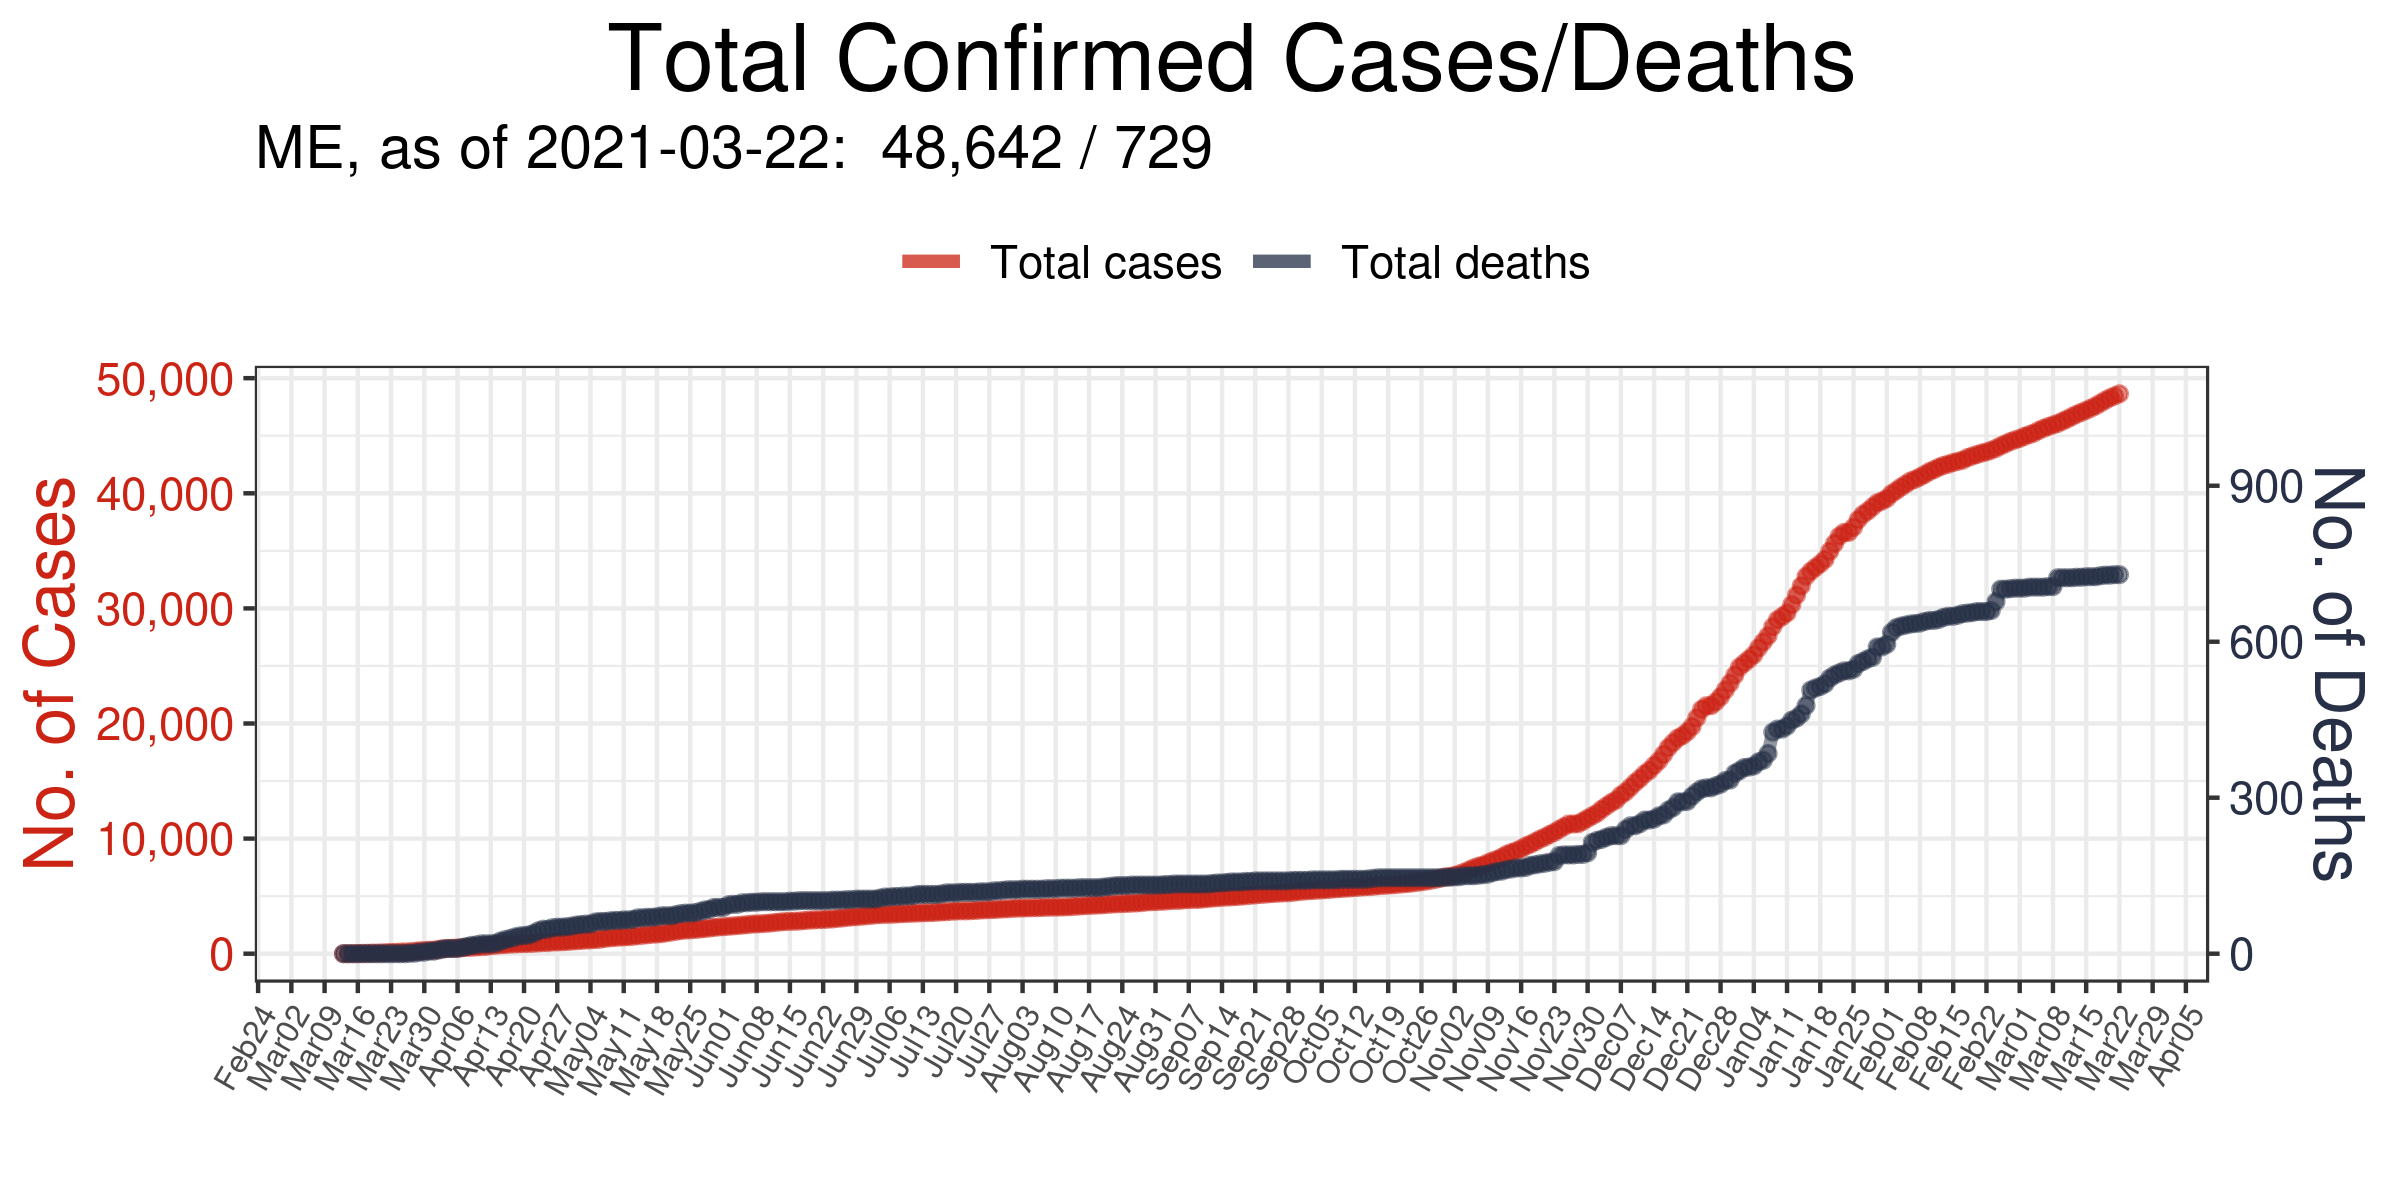 Total Confirmed Cases/Deaths
ME, as of 2021-03-22:  48,642 / 729
Total cases
Total deaths
No. of Cases
50,000
40,000
30,000
20,000
10,000
0
900
600
300
0
No. of Deaths
Feb24
Mar02
Mar09
Mar16
Mar23
Mar30
Apr06
Apr13
Apr20
Apr27
May04
May11
May18
May25
Jun01
Jun08
Jun15
Jun22
Jun29
Jul06
Jul13
Jul20
Jul27
Aug03
Aug10
Aug17
Aug24
Aug31
Sep07
Sep14
Sep21
Sep28
Oct05
Oct12
Oct19
Oct26
Nov02
Nov09
Nov16
Nov23
Nov30
Dec07
Dec14
Dec21
Dec28
Jan04
Jan11
Jan18
Jan25
Feb01
Feb08
Feb15
Feb22
Mar01
Mar08
Mar15
Mar22
Mar29
Apr05